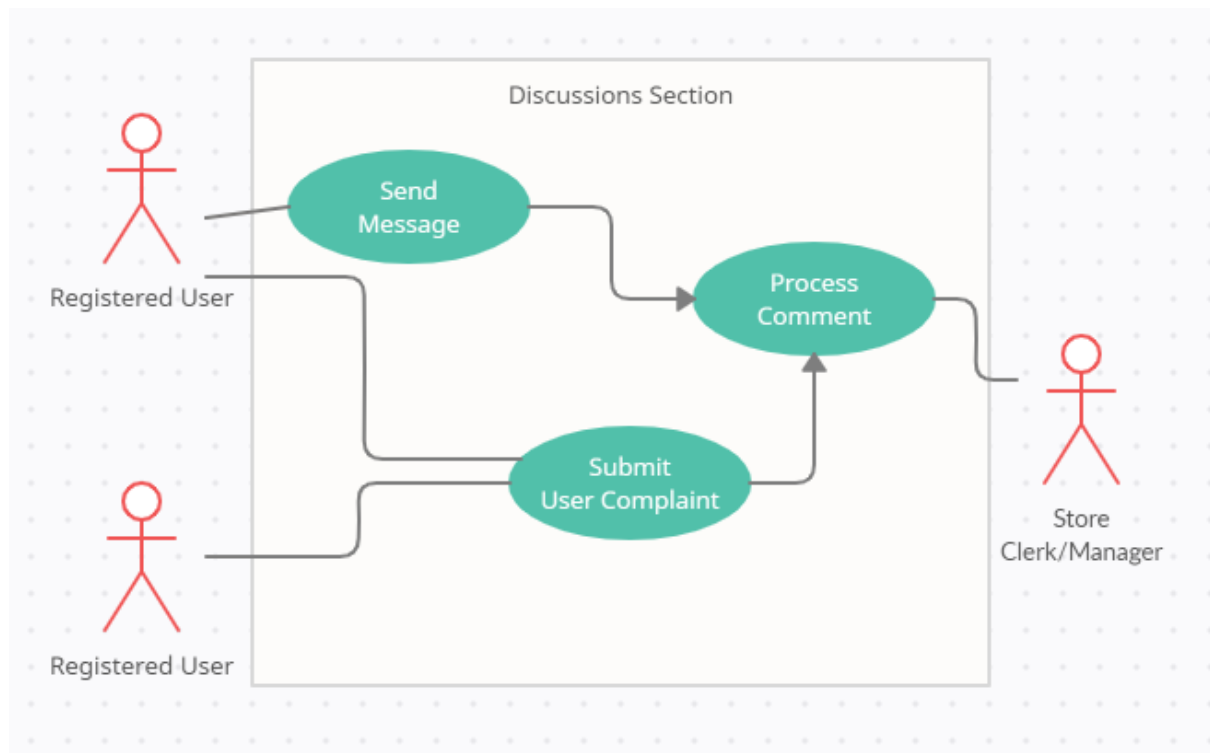 Discussions Section
Send
Message
Process
Comment
Registered User
Submit
User Complaint
Store
Clerk/Manager
Registered User